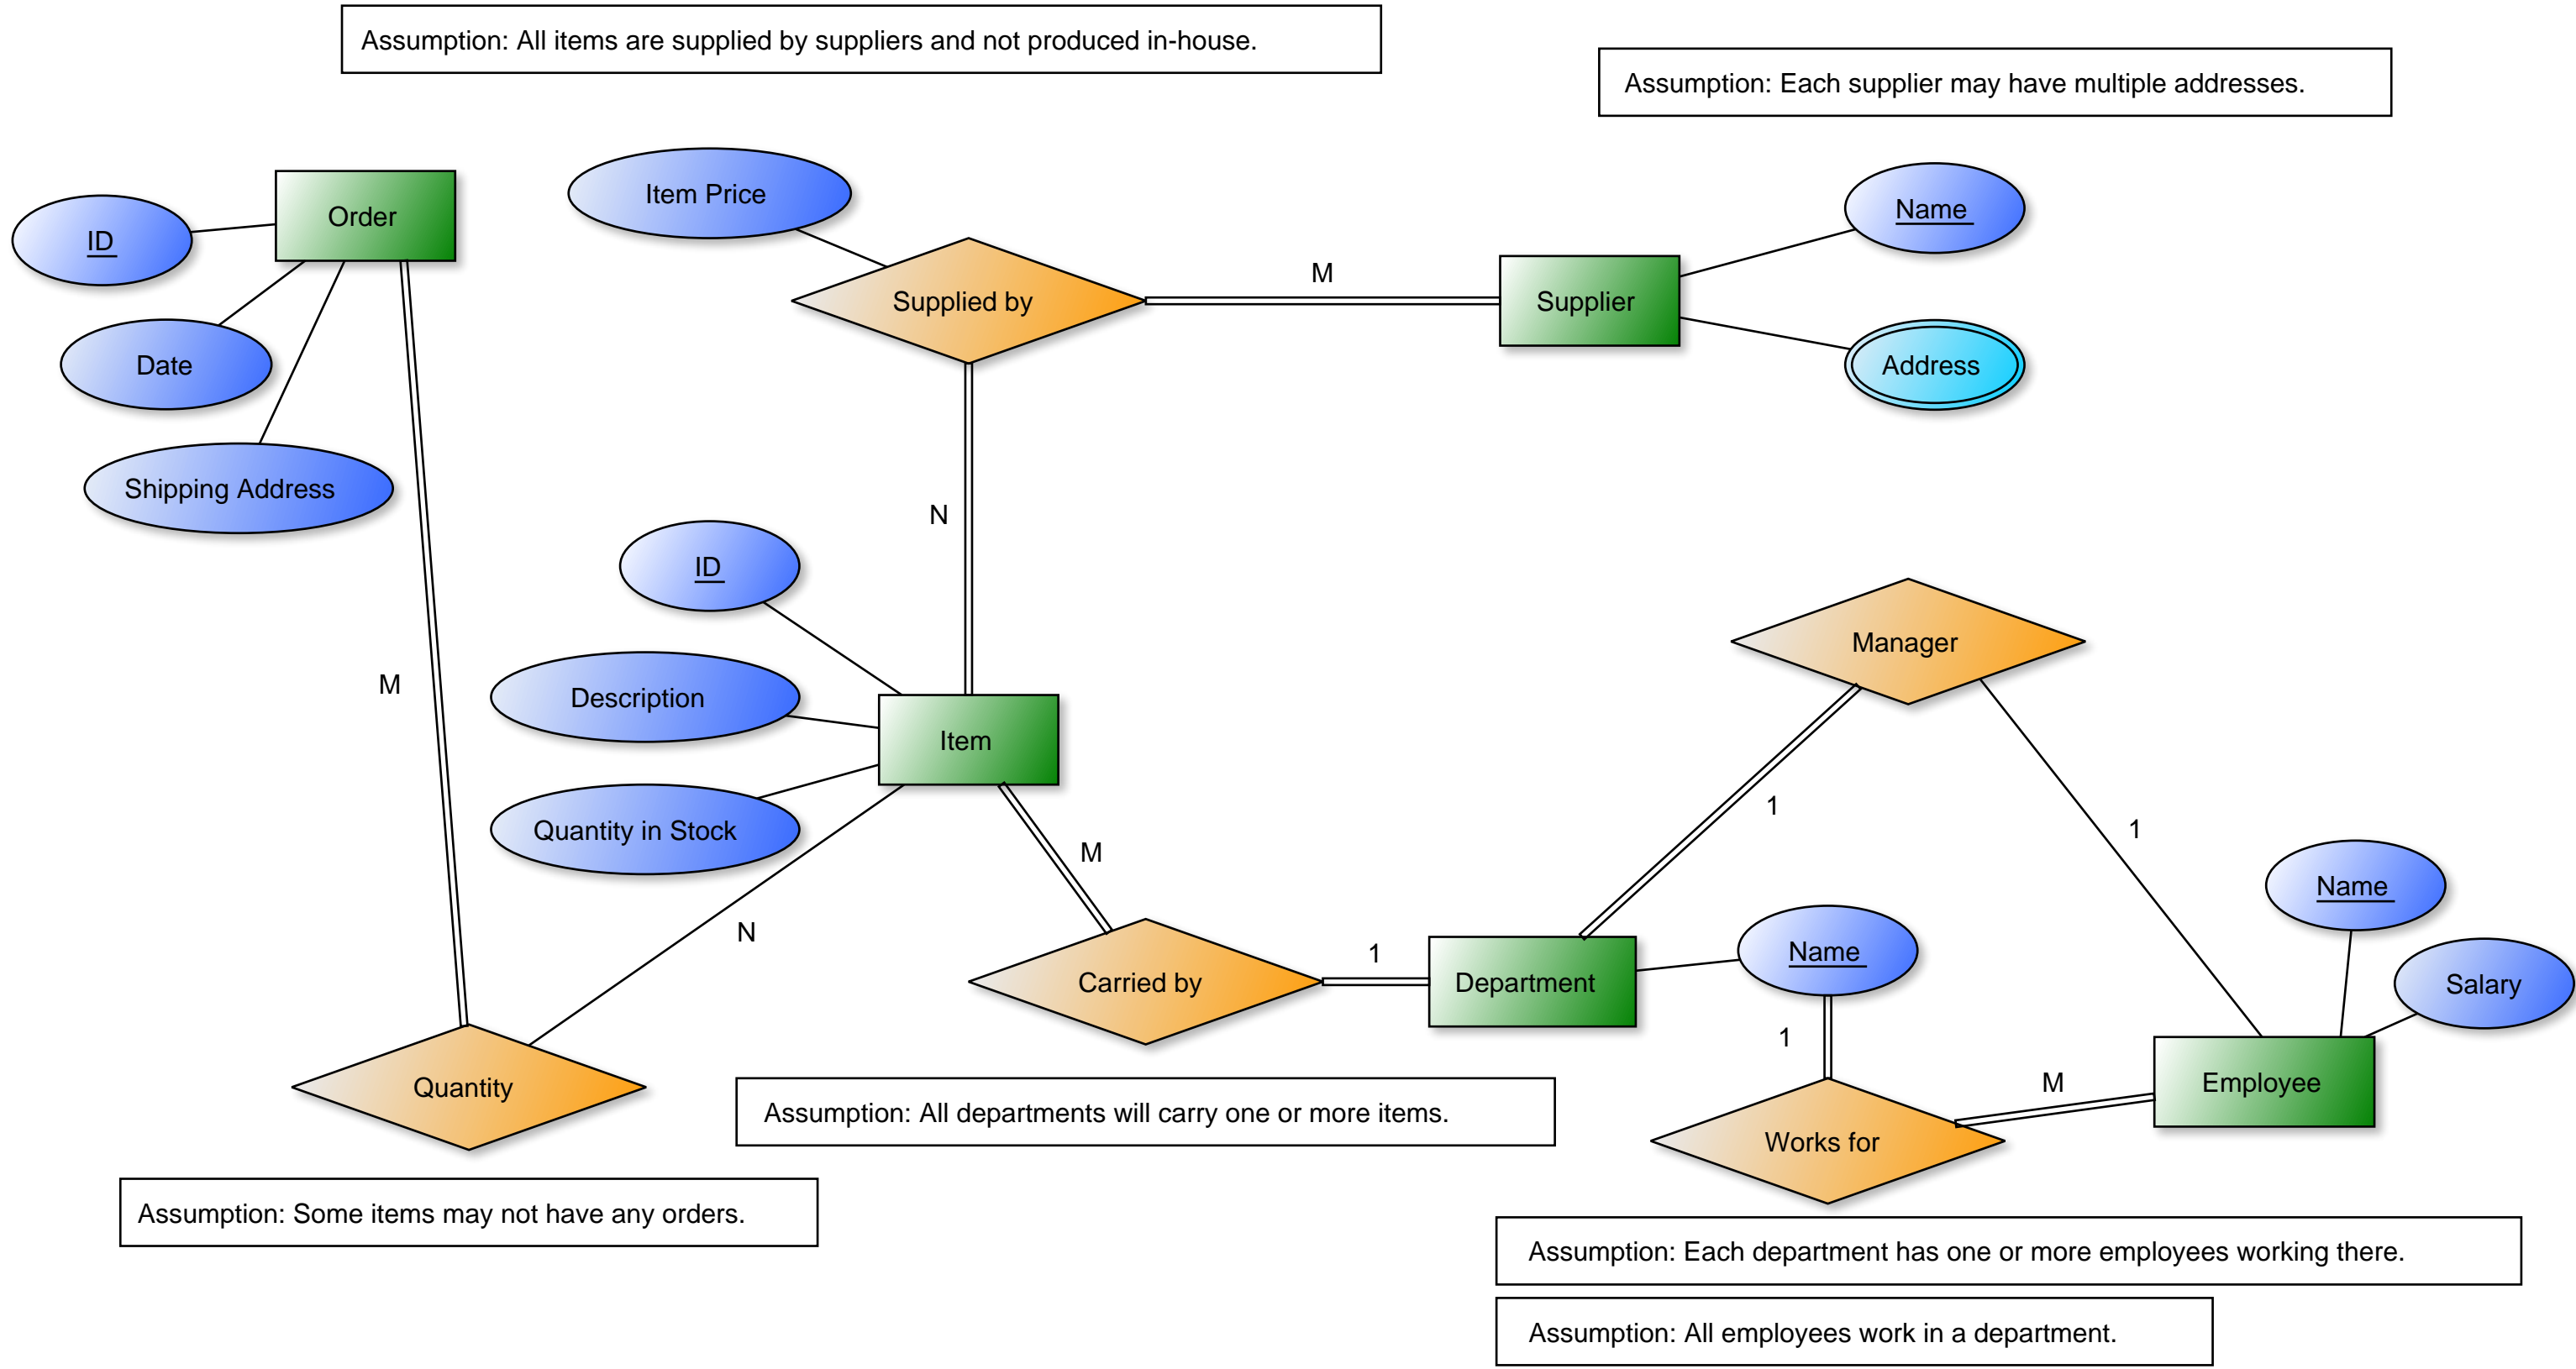 Assumption: All items are supplied by suppliers and not produced in-house.
Assumption: Each supplier may have multiple addresses.
Order
ID
Date
Shipping Address
Item Price
Supplied by
M
Supplier
Name
Address
N
M
ID
Description
Item
Quantity in Stock
N
M
Manager
1
1
Carried by
1
Department
Name
1
Name
Salary
Employee
M
Works for
Quantity
Assumption: All departments will carry one or more items.
Assumption: Some items may not have any orders.
Assumption: Each department has one or more employees working there.
Assumption: All employees work in a department.